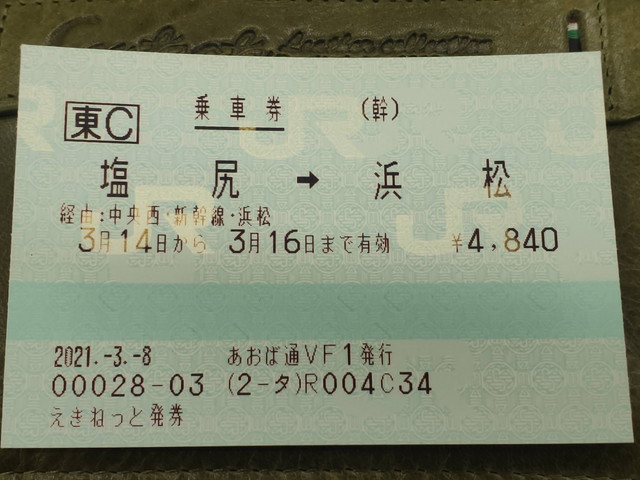 Leather collection
東C 乗車券 (幹)
塩尻 → 浜松
経由:中央西・新幹線・浜松
3月14日から 3月16日まで有効 ¥4,840
2021.-3.-8 あおば通VF1発行
00028-03 (2-タ)R004C34
えきねっと発券